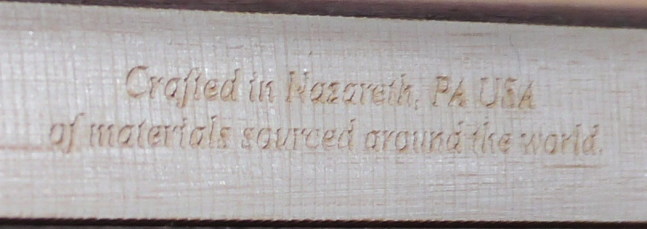 Crafted in Nazareth, PA USA
of materials sourced around the world.